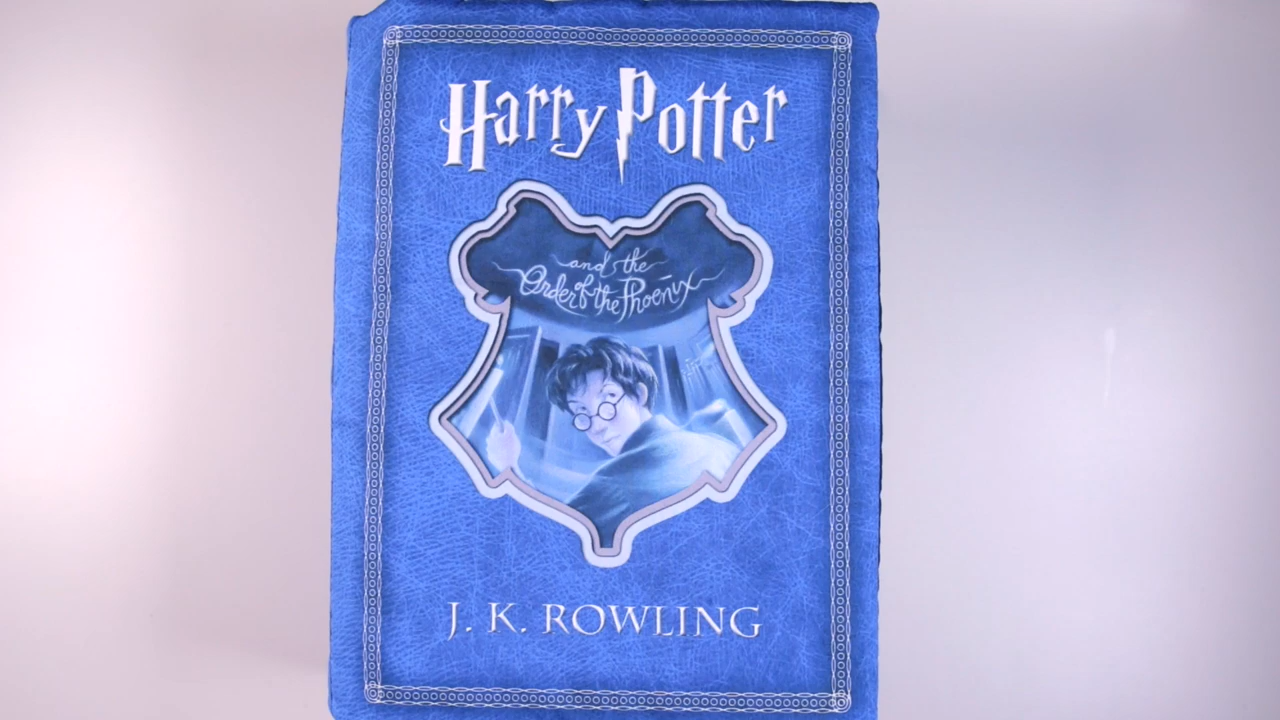 Harry Potter
and the
Order of the Phoenix
J. K. ROWLING